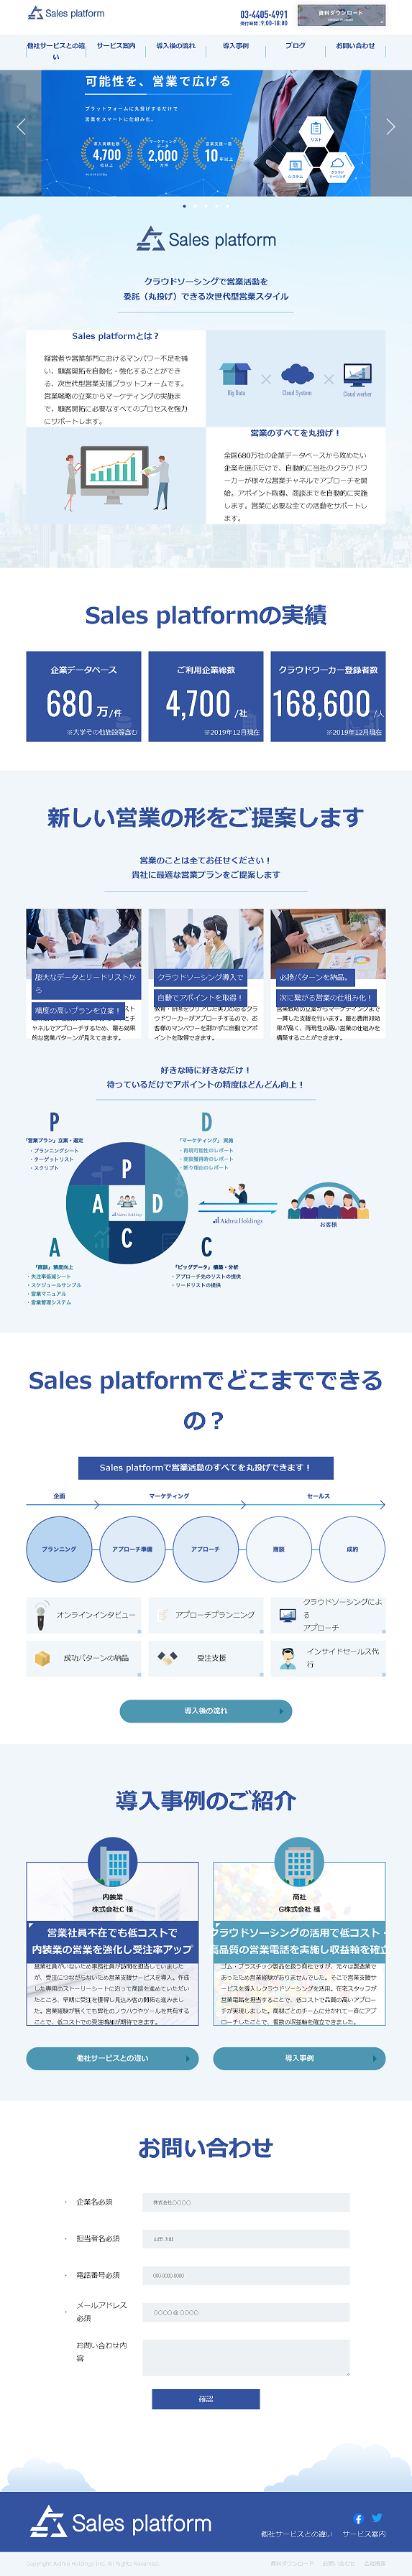 Sales platform
03-4405-4991
受付時間:9:00-18:00
資料ダウンロード
他社サービスとの違い
サービス案内
導入後の流れ
導入事例
ブログ
お問い合わせ
可能性を、営業で広げる
プラットフォームに丸投げするだけで
営業をスマートに仕組み化。
導入実績社数
4,700
社以上
マーケティング
データ
2,000
万件
営業支援一筋
10年以上
リスト
システム
クラウド
ソーシング
Sales platform
クラウドソーシングで営業活動を
委託（丸投げ）できる次世代型営業スタイル
Sales platformとは？
経営者や営業部門におけるマンパワー不足を補
い、顧客開拓を自動化・強化することができ
る、次世代型営業支援プラットフォームです。
営業戦略の立案からマーケティングの実施ま
で、顧客開拓に必要なすべてのプロセスを強力
にサポートします。
Big Data
Cloud System
Cloud worker
営業のすべてを丸投げ！
全国680万社の企業データベースから攻めたい
企業を選ぶだけで、自動的に当社のクラウドワ
ーカーが様々な営業チャネルでアプローチを開
始。アポイント取得、商談までを自動的に実施
します。営業に必要な全ての活動をサポートし
ます。
Sales platformの実績
企業データベース
680 万/件
※大学その他施設等含む
ご利用企業総数
4,700 /社
※2019年12月現在
クラウドワーカー登録者数
168,600 /人
※2019年12月現在
新しい営業の形をご提案します
営業のことは全てお任せください！
貴社に最適な営業プランをご提案します
膨大なデータとリードリストか
ら
精度の高いプランを立案！
チャネルでアプローチするため、最も効果
的な営業パターンが見えてきます。
クラウドソーシング導入で
自動でアポイントを取得！
教育・研修をクリアした実力のあるクラ
ウドワーカーがアプローチするので、お
客様のマンパワーを割かずに自動でアポ
イントを取得できます。
必勝パターンを納品。
次に繋がる営業の仕組み化！
営業戦略の立案からマーケティングまで
一貫した支援を行います。最も費用対効
果が高く、再現性の高い営業の仕組みを
構築することができます。
好きな時に好きなだけ！
待っているだけでアポイントの精度はどんどん向上！
P
「営業プラン」立案・選定
・プランニングシート
・ターゲットリスト
・スクリプト
D
「マーケティング」 実施
・再現可能性のレポート
・商談獲得時のレポート
・断り理由のレポート
P
A
D
C
Aidma Holdings
Aidma Holdings
お客様
A
「商談」精度向上
・失注率低減シート
・スケジュールサンプル
・営業マニュアル
・営業管理システム
C
「ビッグデータ」構築・分析
・アプローチ先のリストの提供
・リードリストの提供
Sales platformでどこまでできる
の？
Sales platformで営業活動のすべてを丸投げできます！
企画
マーケティング
セールス
プランニング
アプローチ準備
アプローチ
商談
成約
オンラインインタビュー
アプローチプランニング
クラウドソーシングによ
る
アプローチ
成功パターンの納品
受注支援
インサイドセールス代
行
導入後の流れ
導入事例のご紹介
内装業
株式会社C 様
営業社員不在でも低コストで
内装業の営業を強化し受注率アップ
営業社員がいないため事務社員が訪問を担当していました
が、受注につながらないため営業支援サービスを導入。作成
した専用のストーリーシートに沿って商談を進めていただい
たところ、早期に受注を獲得し見込み客の開拓も進みまし
た。営業経験が無くても弊社のノウハウやツールを共有する
ことで、低コストでの受注構築が期待できます。
商社
G株式会社 様
クラウドソーシングの活用で低コスト・
高品質の営業電話を実施し収益軸を確立
ゴム・プラスチック製品を扱う商社ですが、元々は製造業で
あったため営業経験がありませんでした。そこで営業支援サ
ービスを導入しクラウドソーシングを活用。在宅スタッフが
営業電話を担当することで、低コストで品質の高いアプロー
チが実現しました。商材ごとのチームに分かれて一斉にアプ
ローチしたことで、複数の収益軸を確立できました。
他社サービスとの違い
導入事例
お問い合わせ
企業名必須
株式会社〇〇〇〇
担当者名必須
山田 太郎
電話番号必須
080-0000-0000
メールアドレス
必須
〇〇〇〇@〇〇〇〇
お問い合わせ内
容
確認
Sales platform
他社サービスとの違い
サービス案内
Copyright Aidma Holdings Inc. All Rights Reserved.
資料ダウンロード
お問い合わせ
会社概要